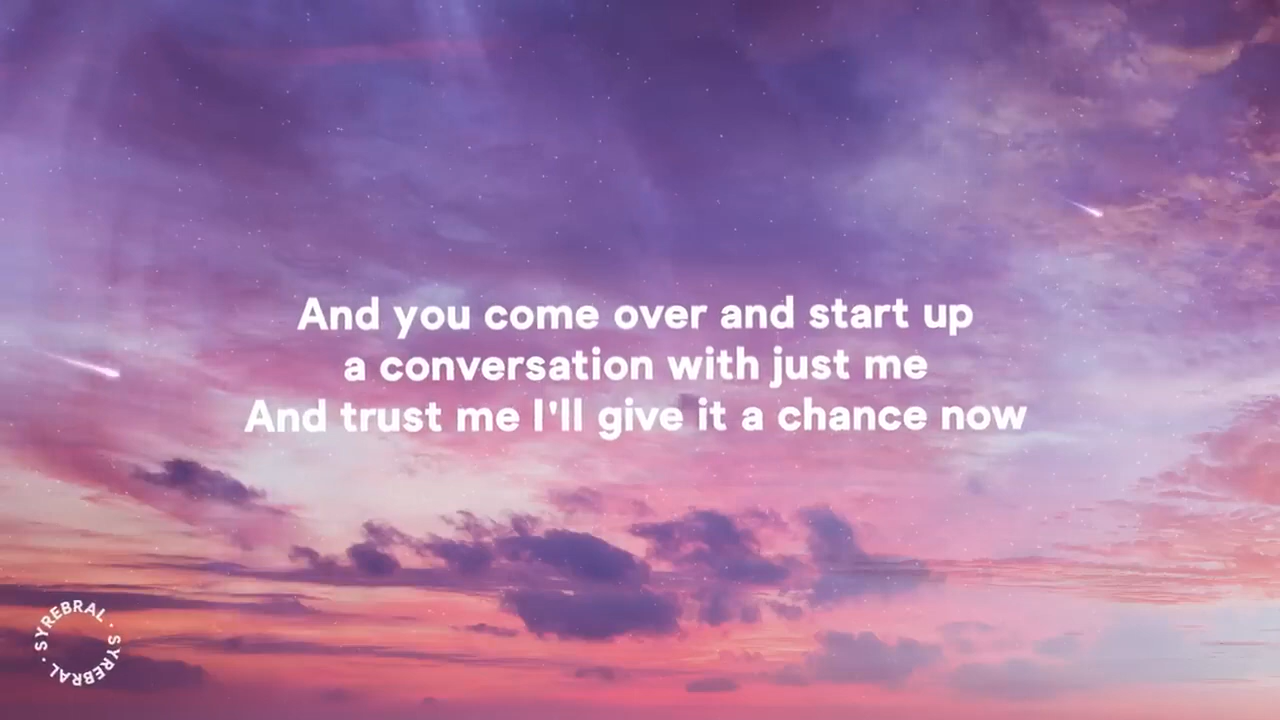 And you come over and start up
a conversation with just me
And trust me I'll give it a chance now
SYREBRAL · SYREBRAL ·